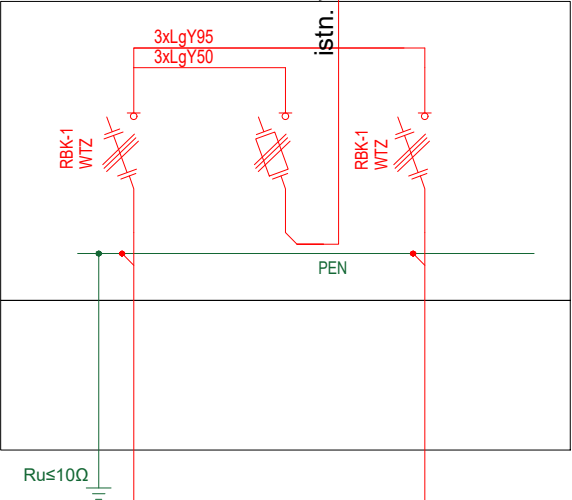 istn.
3xLgY95
3xLgY50
RBK-1
WTZ
RBK-1
WTZ
PEN
Ru≤10Ω